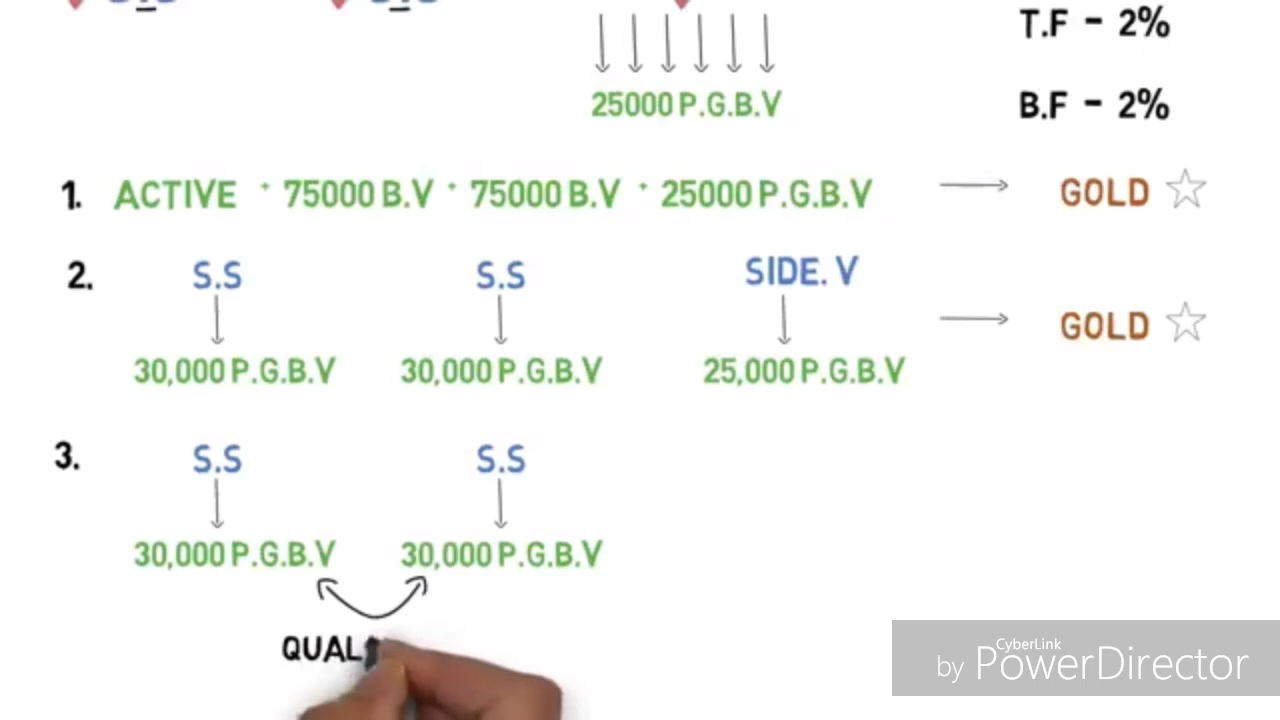 T.F - 2%
25000 P.G.B.V
B.F - 2%
1. ACTIVE + 75000 B.V + 75000 B.V + 25000 P.G.B.V → GOLD ☆
2. S.S S.S SIDE. V
→ GOLD ☆
30,000 P.G.B.V 30,000 P.G.B.V 25,000 P.G.B.V
3. S.S S.S
30,000 P.G.B.V 30,000 P.G.B.V
QUAL
CyberLink
by PowerDirector